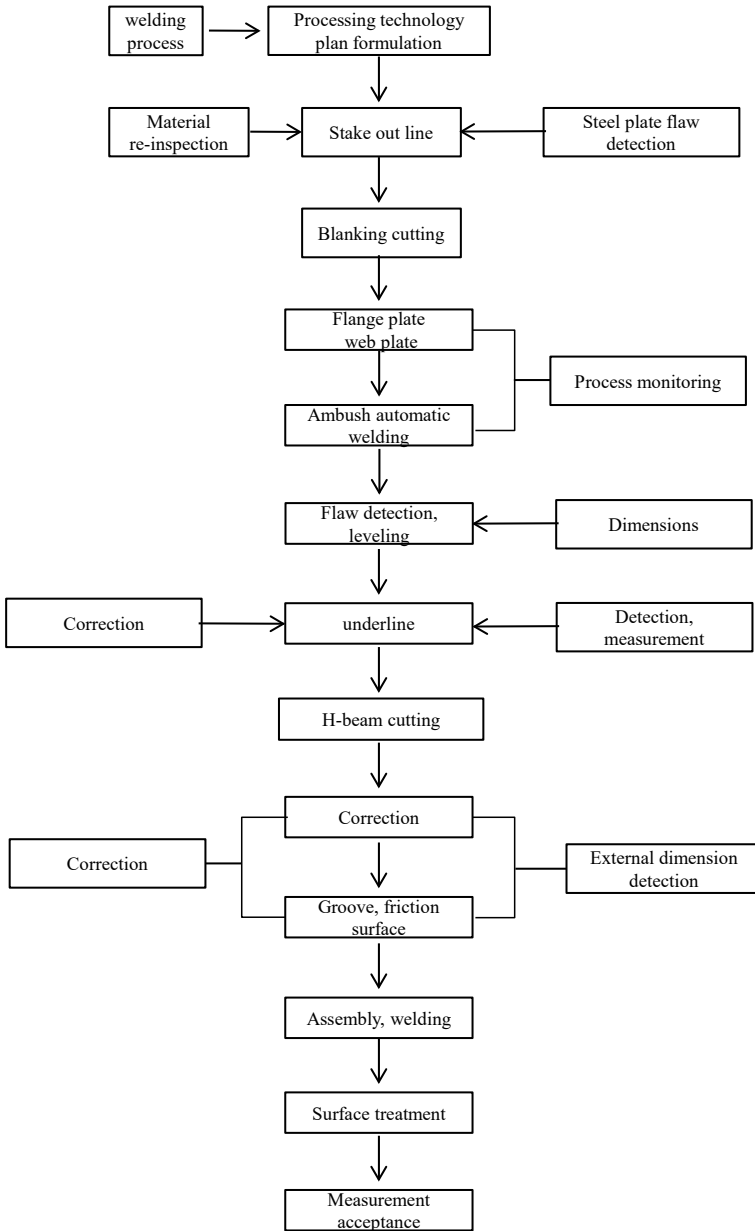 welding
process
Processing technology
plan formulation
Material
re-inspection
Stake out line
Steel plate flaw
detection
Blanking cutting
Flange plate
web plate
Process monitoring
Ambush automatic
welding
Flaw detection,
leveling
Dimensions
Correction
underline
Detection,
measurement
H-beam cutting
Correction
Correction
External dimension
detection
Groove, friction
surface
Assembly, welding
Surface treatment
Measurement
acceptance